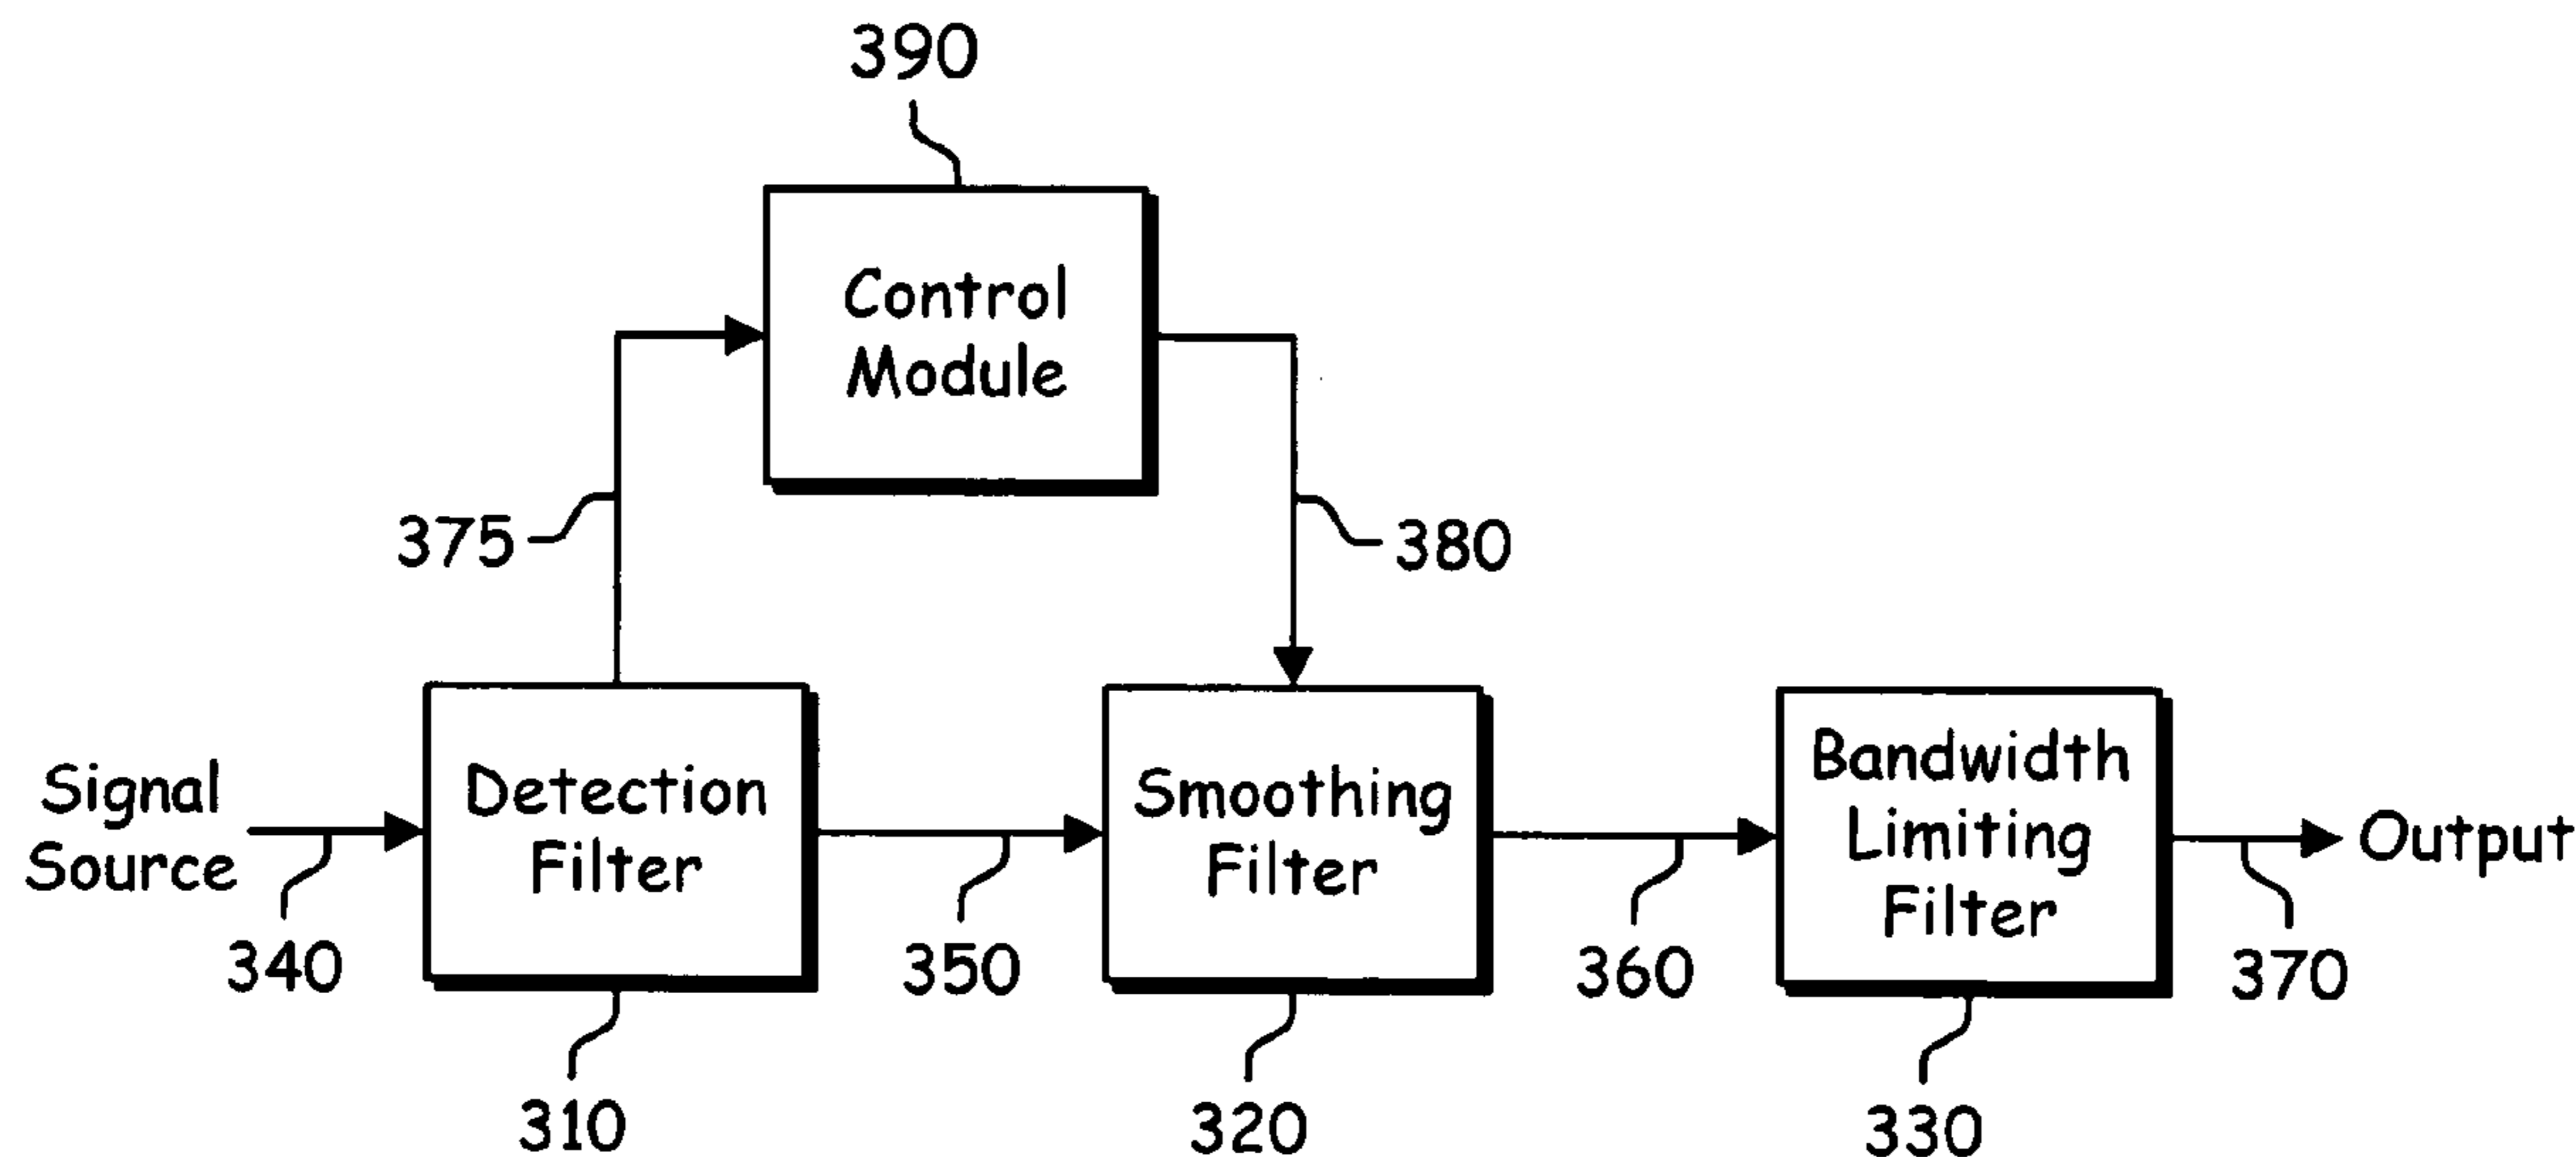 390
Control
Module
375
380
Signal
Source
Detection
Filter
Smoothing
Filter
Bandwidth
Limiting
Filter
Output
340
350
360
370
310
320
330